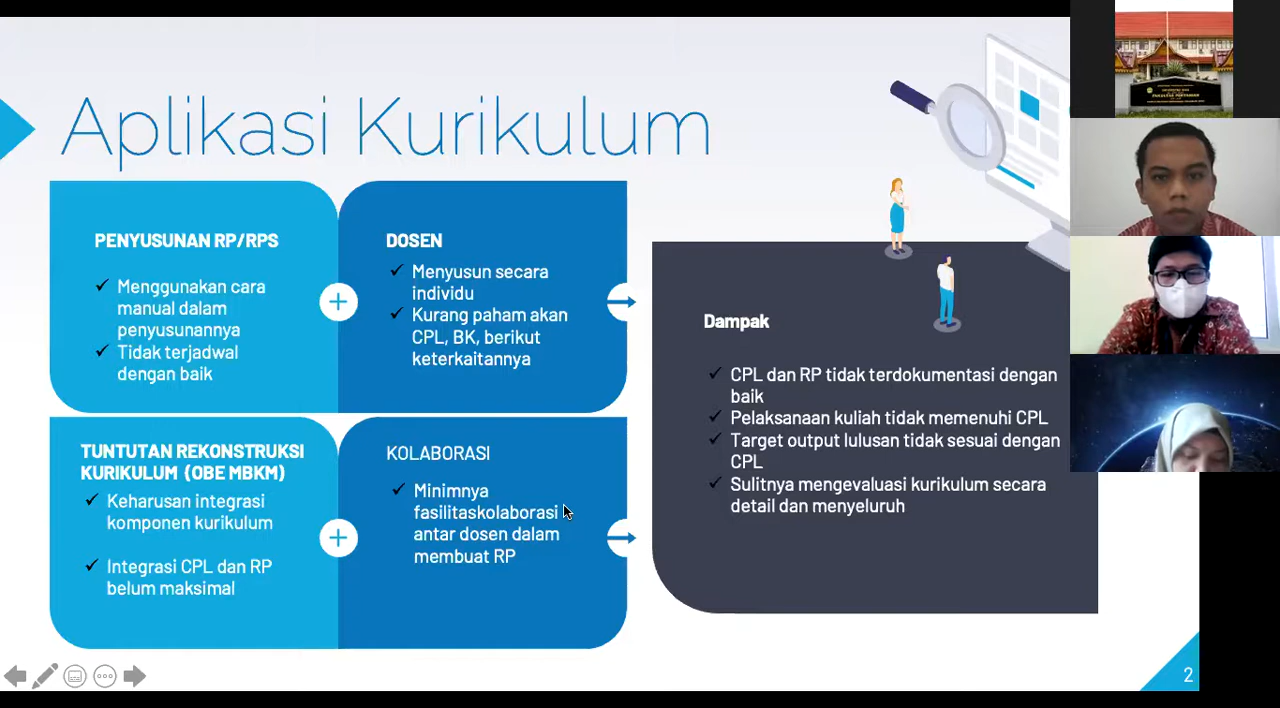 Aplikasi Kurikulum
PENYUSUNAN RP/RPS
Menggunakan cara
manual dalam
penyusunannya
Tidak terjadwal
dengan baik
DOSEN
Menyusun secara
individu
Kurang paham akan
CPL, BK, berikut
keterkaitannya
TUNTUTAN REKONSTRUKSI
KURIKULUM (OBE MBKM)
Keharusan integrasi
komponen kurikulum
Integrasi CPL dan RP
belum maksimal
KOLABORASI
Minimnya
fasilitaskolaborasi
antar dosen dalam
membuat RP
Dampak
CPL dan RP tidak terdokumentasi dengan
baik
Pelaksanaan kuliah tidak memenuhi CPL
Target output lulusan tidak sesuai dengan
CPL
Sulitnya mengevaluasi kurikulum secara
detail dan menyeluruh
2
FAKULTAS PERTANIAN